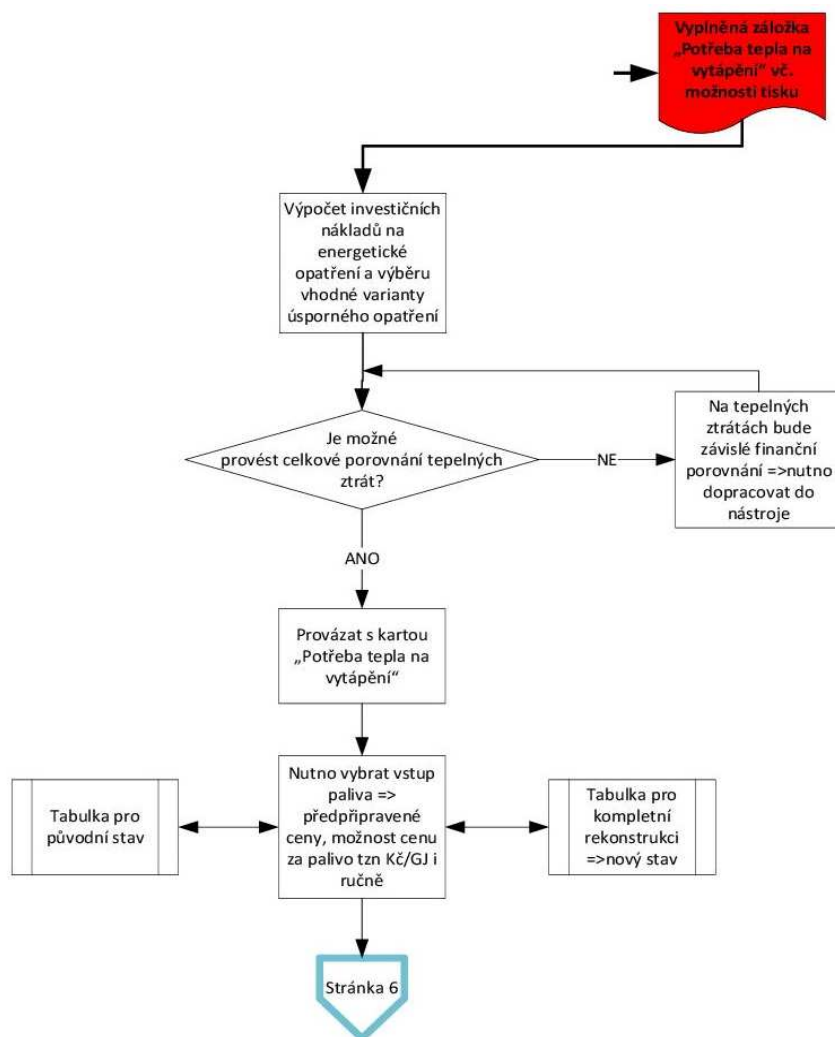 Vyplněná záložka
„Potřeba tepla na
vytápění“ vč.
možnosti tisku
Výpočet investičních
nákladů na
energetické
opatření a výběru
vhodné varianty
úsporného opatření
Je možné
provést celkové porovnání tepelných
ztrát?
NE
Na tepelných
ztrátách bude
závislé finanční
porovnání =>nutno
dopracovat do
nástroje
ANO
Provázat s kartou
„Potřeba tepla na
vytápění“
Tabulka pro
původní stav
Nutno vybrat vstup
paliva =>
předpřipravené
ceny, možnost cenu
za palivo tzn Kč/GJ i
ručně
Tabulka pro
kompletní
rekonstrukci
=>nový stav
Stránka 6